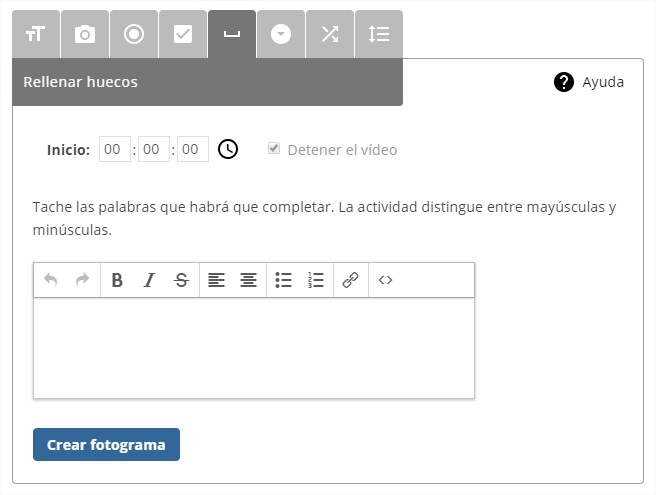 Rellenar huecos
Ayuda
Inicio: 00 : 00 : 00 Detener el vídeo
Tache las palabras que habrá que completar. La actividad distingue entre mayúsculas y
minúsculas.
B I S
Crear fotograma